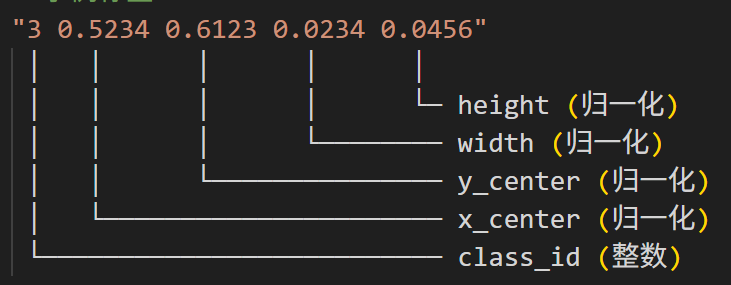 "3 0.5234 0.6123 0.0234 0.0456"
height (归一化)
width (归一化)
y_center (归一化)
x_center (归一化)
class_id (整数)